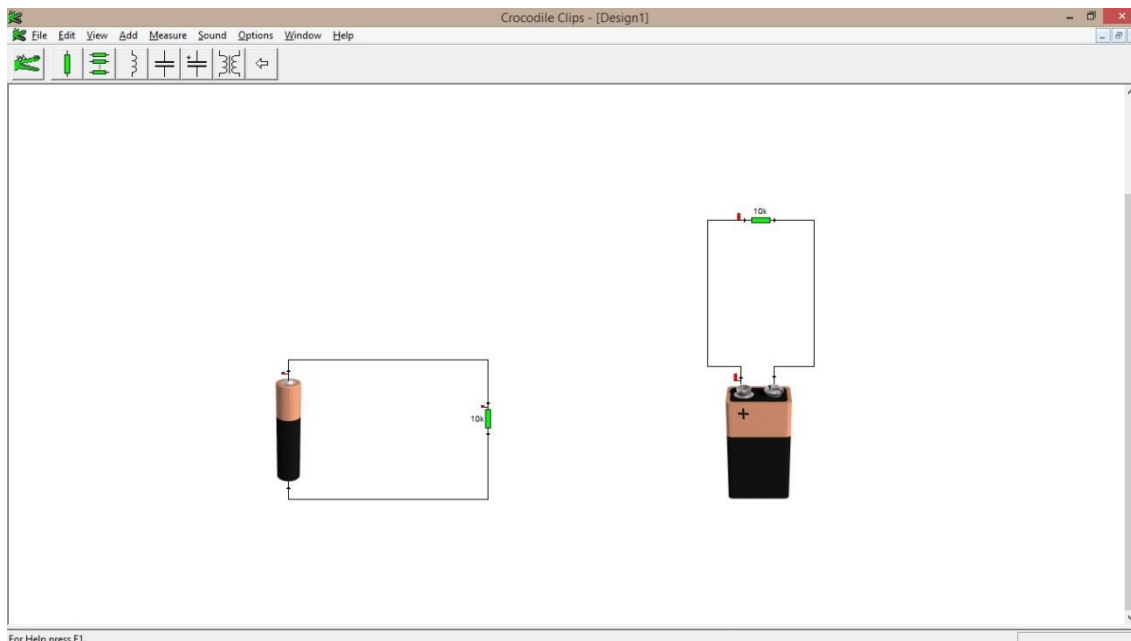 Crocodile Clips - [Design1]
File Edit View Add Measure Sound Options Window Help
10k
10k
+
For Help press F1.